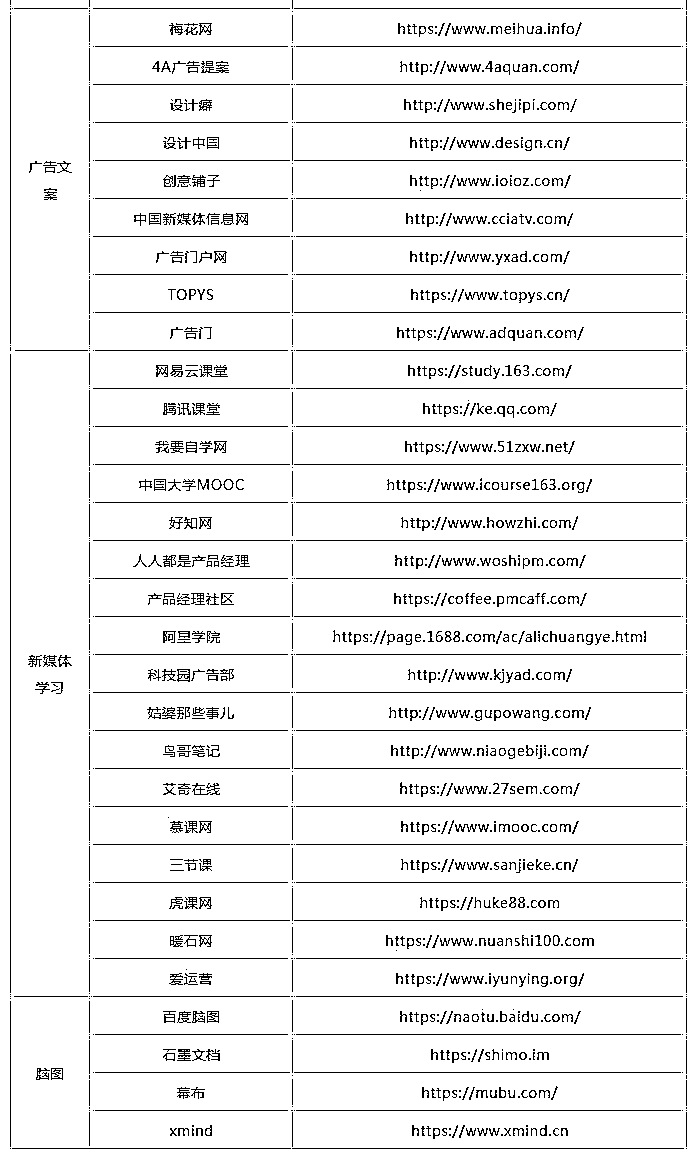 梅花网 https://www.meihua.info/
4A广告提案 http://www.4aquan.com/
设计癖 http://www.shejipi.com/
设计中国 http://www.design.cn/
广告文
案
创意铺子 http://www.ioioz.com/
中国新媒体信息网 http://www.cciatv.com/
广告门户网 http://www.yxad.com/
TOPYS https://www.topys.cn/
广告门 https://www.adquan.com/
网易云课堂 https://study.163.com/
腾讯课堂 https://ke.qq.com/
我要自学网 https://www.51zxw.net/
中国大学MOOC https://www.icourse163.org/
好知网 http://www.howzhi.com/
人人都是产品经理 http://www.woshipm.com/
产品经理社区 https://coffee.pmcaff.com/
阿里学院 https://page.1688.com/ac/alichuangye.html
新媒体
学习
科技园广告部 http://www.kjyad.com/
姑婆那些事儿 http://www.gupowang.com/
鸟哥笔记 http://www.niaogebiji.com/
艾奇在线 https://www.27sem.com/
慕课网 https://www.imooc.com/
三节课 https://www.sanjieke.cn/
虎课网 https://huke88.com
暖石网 https://www.nuanshi100.com
爱运营 https://www.iyunying.org/
百度脑图 https://naotu.baidu.com/
石墨文档 https://shimo.im
脑图
幕布 https://mubu.com/
xmind https://www.xmind.cn